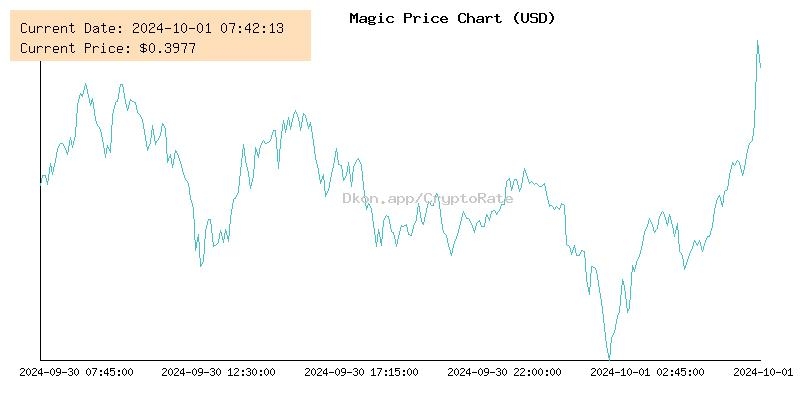 Magic Price Chart (USD)
Current Date: 2024-10-01 07:42:13
Current Price: $0.3977
Dkon.app/CryptoRate
2024-09-30 07:45:00 2024-09-30 12:30:00 2024-09-30 17:15:00 2024-09-30 22:00:00 2024-10-01 02:45:00 2024-10-01